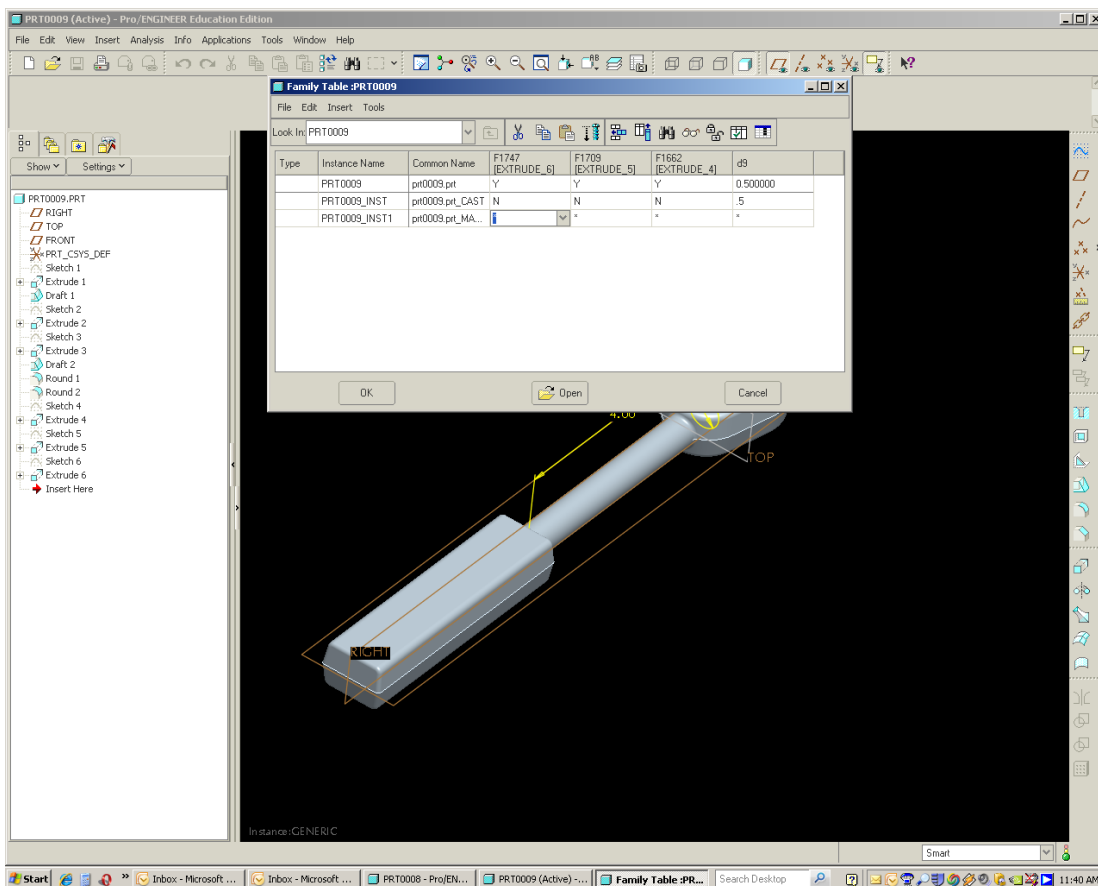 PRT0009 (Active) - Pro/ENGINEER Education Edition
File Edit View Insert Analysis Info Applications Tools Window Help
Family Table :PRT0009
File Edit Insert Tools
Look In: PRT0009
Type Instance Name Common Name F1747 [EXTRUDE_6] F1709 [EXTRUDE_5] F1662 [EXTRUDE_4] d9
PRT0009 prt0009.prt Y Y Y 0.500000
PRT0009_INST prt0009.prt_CAST N N N .5
PRT0009_INST1 prt0009.prt_MA... * * * *
OK Open Cancel
Show Settings
PRT0009.PRT
RIGHT
TOP
FRONT
PRT_CSYS_DEF
Sketch 1
Extrude 1
Draft 1
Sketch 2
Extrude 2
Sketch 3
Extrude 3
Draft 2
Round 1
Round 2
Sketch 4
Extrude 4
Sketch 5
Extrude 5
Sketch 6
Extrude 6
Insert Here
4.00
TOP
RIGHT
Instance:GENERIC
Smart
Start » Inbox - Microsoft ... Inbox - Microsoft ... PRT0008 - Pro/EN... PRT0009 (Active) -... Family Table :PR... Search Desktop 11:40 AM